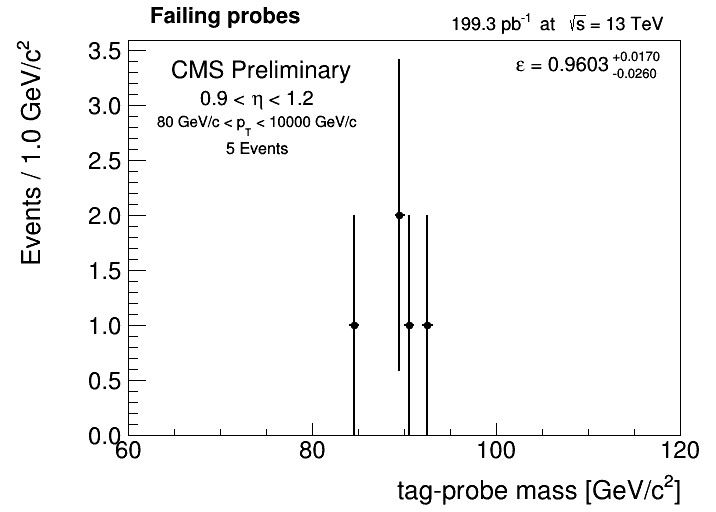 Failing probes
199.3 pb⁻¹ at √s = 13 TeV
CMS Preliminary
0.9 < η < 1.2
80 GeV/c < p_T < 10000 GeV/c
5 Events
ε = 0.9603 +0.0170 -0.0260
Events / 1.0 GeV/c²
3.5
3.0
2.5
2.0
1.5
1.0
0.5
0.0
60 80 100 120
tag-probe mass [GeV/c²]